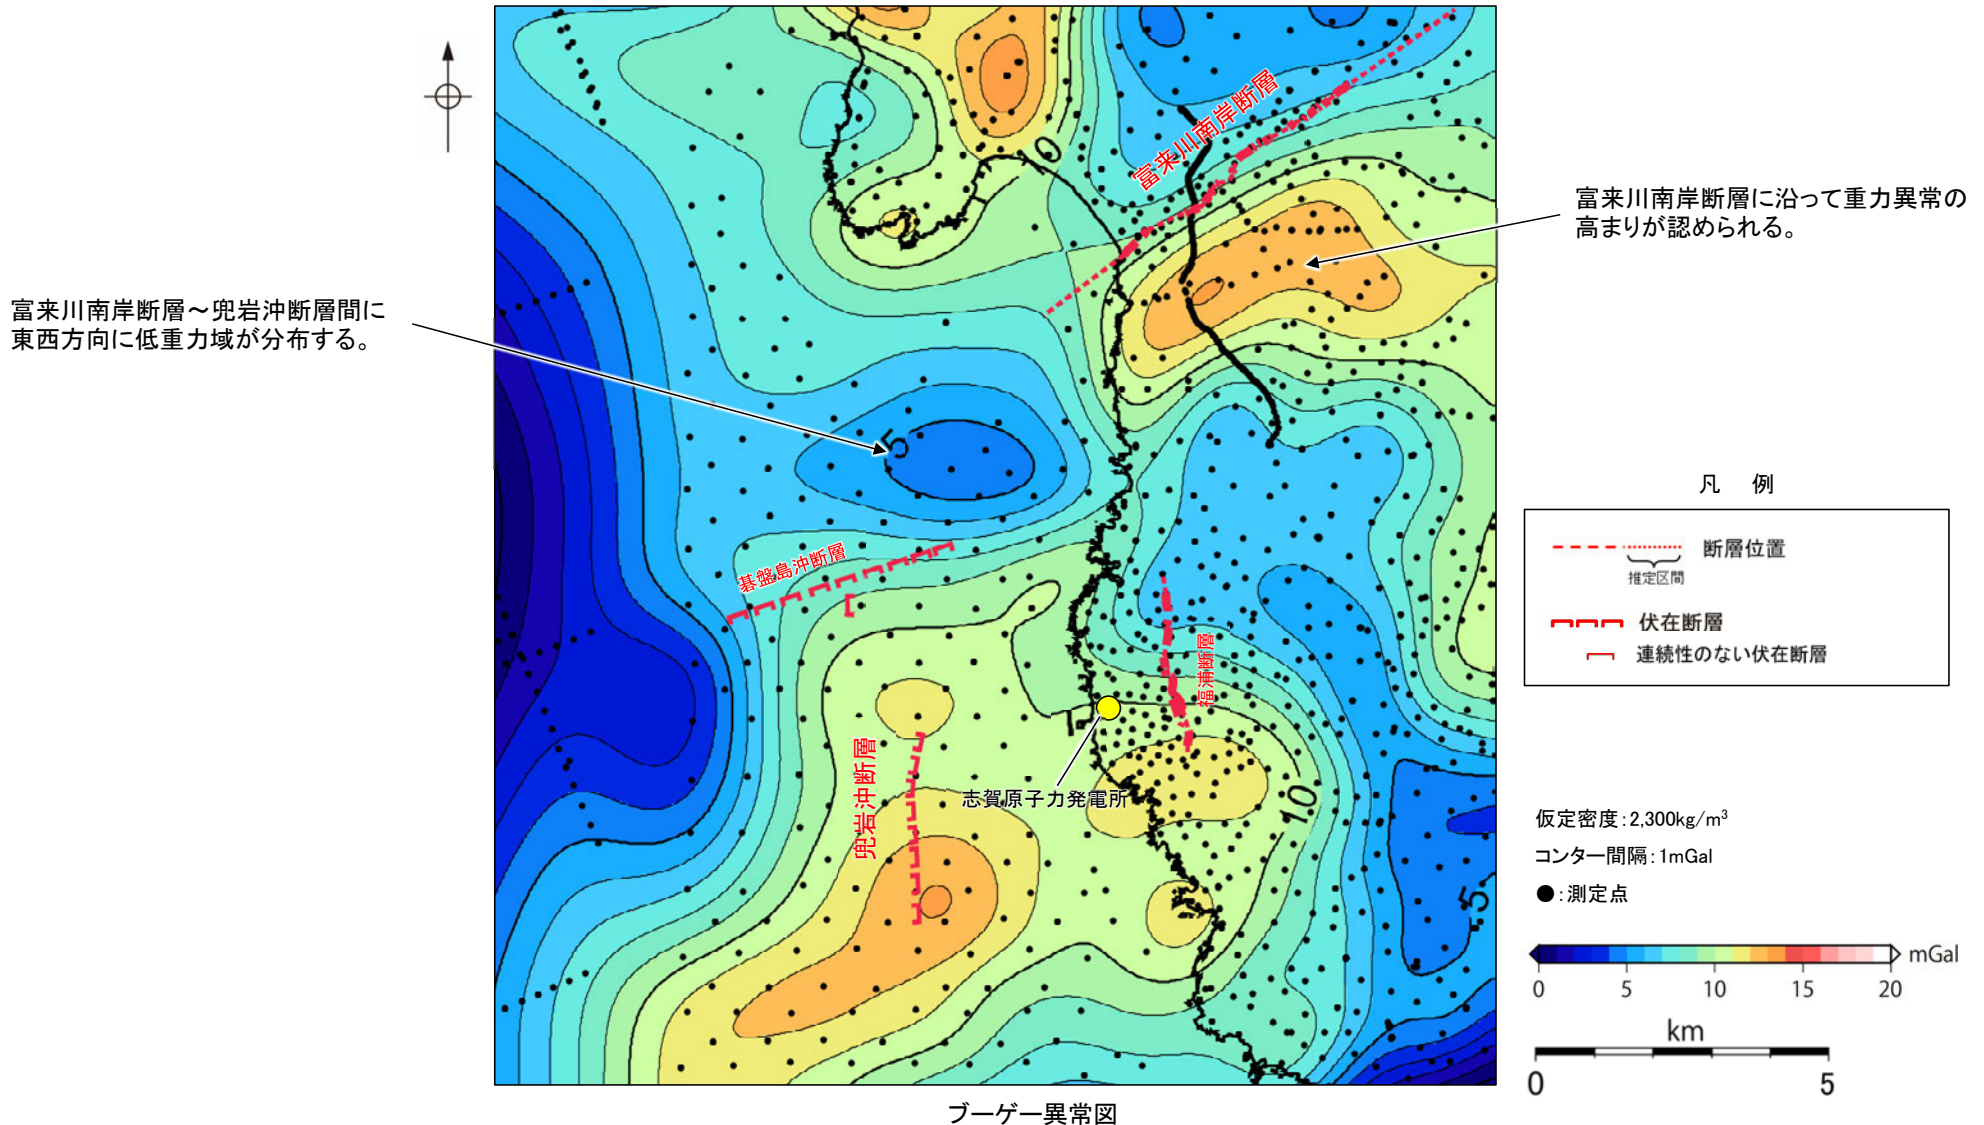 富来川南岸断層
富来川南岸断層に沿って重力異常の
高まりが認められる。
富来川南岸断層～兜岩沖断層間に
東西方向に低重力域が分布する。
10
5
碁盤島沖断層
福浦断層
兜岩沖断層
志賀原子力発電所
10
5
凡 例
断層位置
推定区間
伏在断層
連続性のない伏在断層
仮定密度：2,300kg/m³
コンター間隔：1mGal
●：測定点
mGal
0 5 10 15 20
km
0 5
ブーゲー異常図